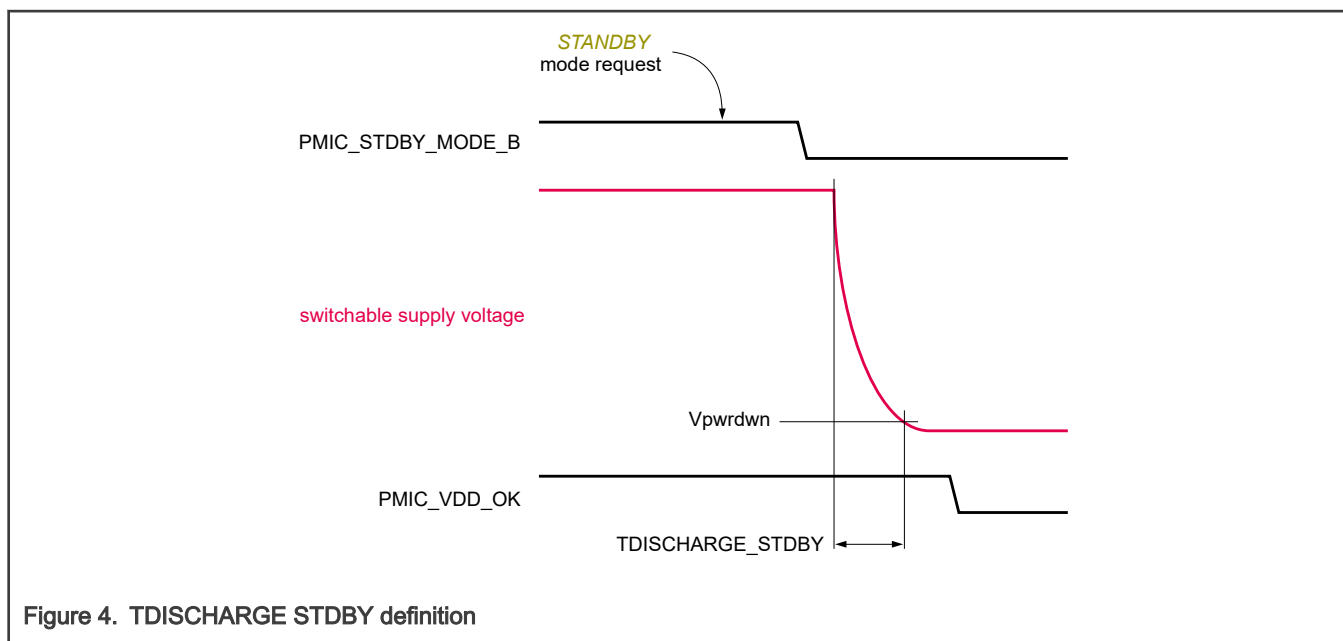 STANDBY
mode request
PMIC_STDBY_MODE_B
switchable supply voltage
Vpwrdwn
PMIC_VDD_OK
TDISCHARGE_STDBY
Figure 4. TDISCHARGE STDBY definition